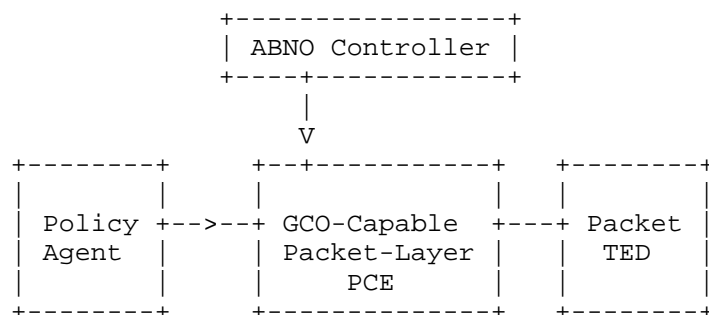 ABNO Controller
Policy GCO-Capable Packet
Agent Packet-Layer TED
PCE